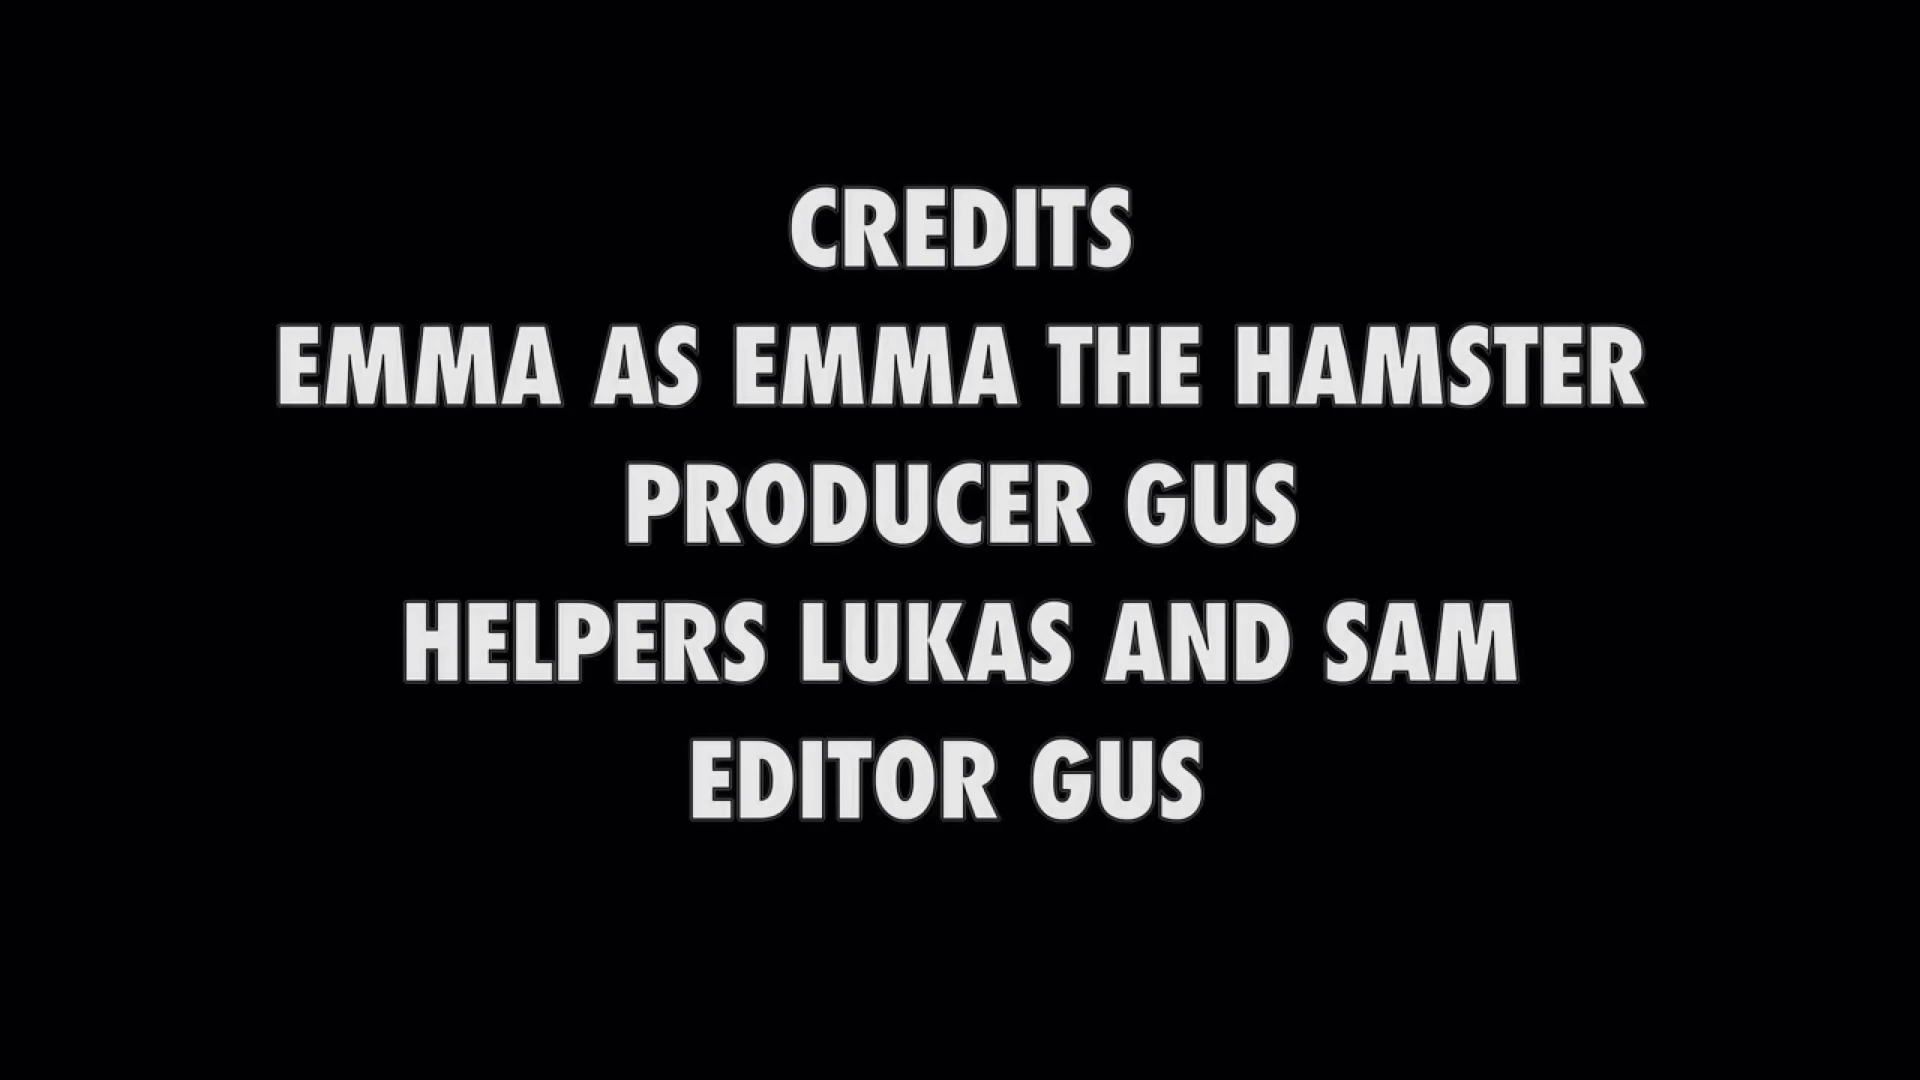 CREDITS
EMMA AS EMMA THE HAMSTER
PRODUCER GUS
HELPERS LUKAS AND SAM
EDITOR GUS